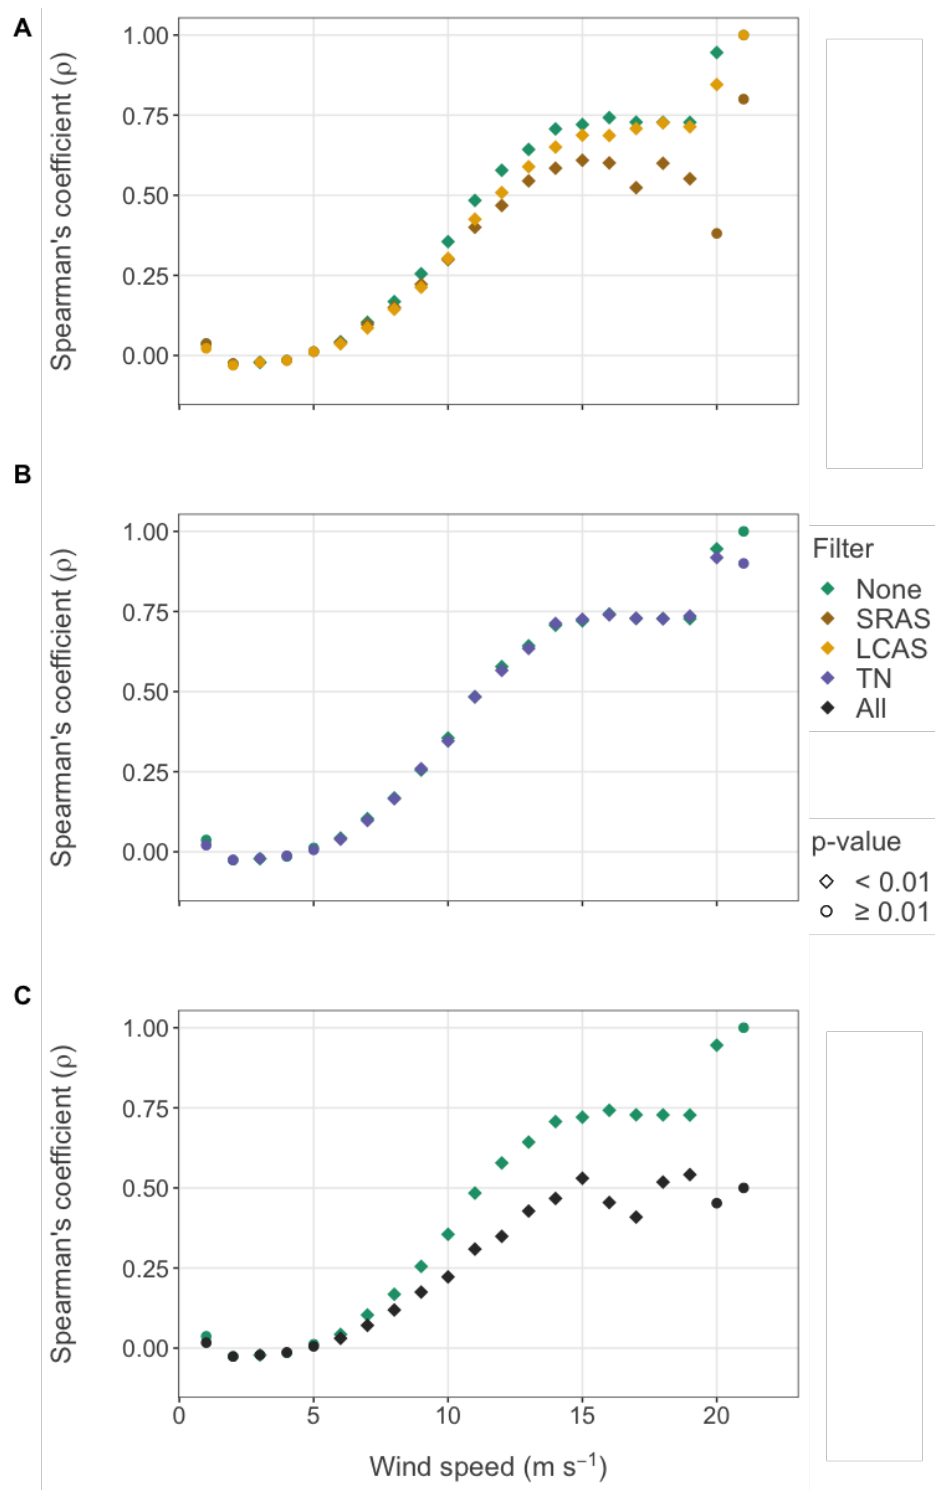 A
Spearman's coefficient (ρ)
1.00
0.75
0.50
0.25
0.00
B
Spearman's coefficient (ρ)
1.00
0.75
0.50
0.25
0.00
Filter
None
SRAS
LCAS
TN
All
p-value
< 0.01
≥ 0.01
C
Spearman's coefficient (ρ)
1.00
0.75
0.50
0.25
0.00
0 5 10 15 20
Wind speed (m s⁻¹)